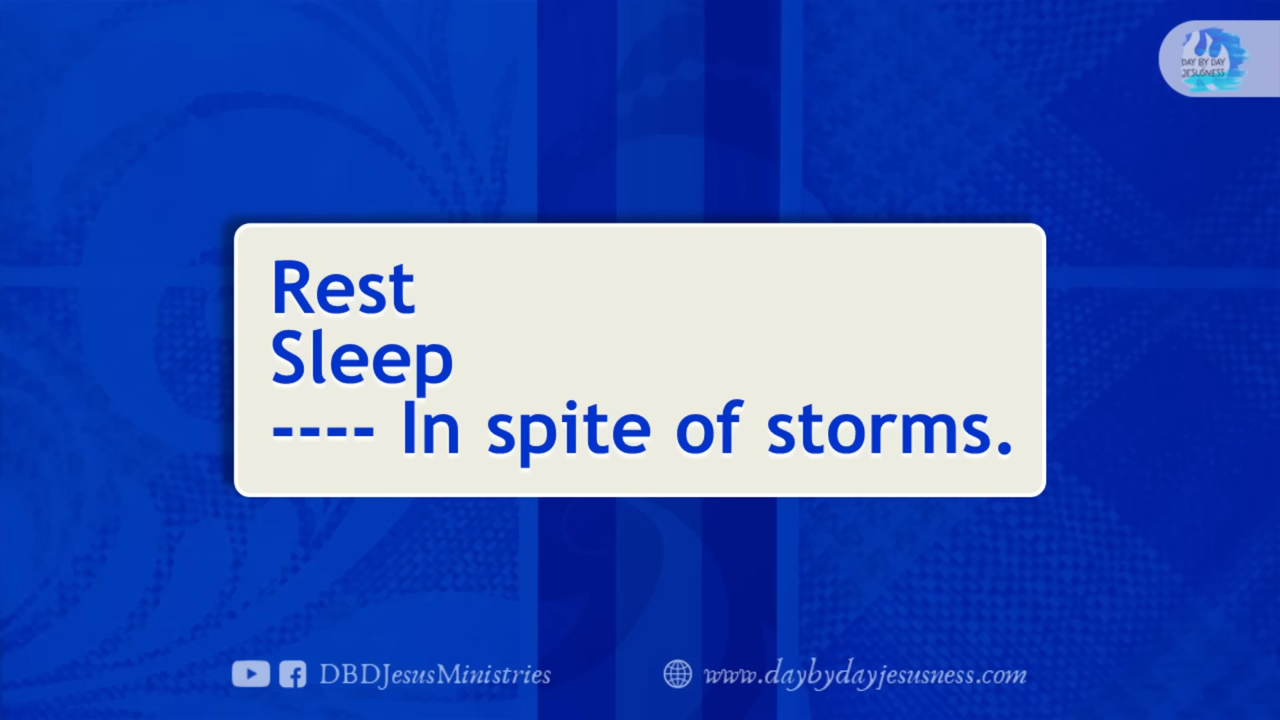 DAY BY DAY
JESUSNESS
Rest
Sleep
---- In spite of storms.
DBDJesusMinistries
www.daybydayjesusness.com